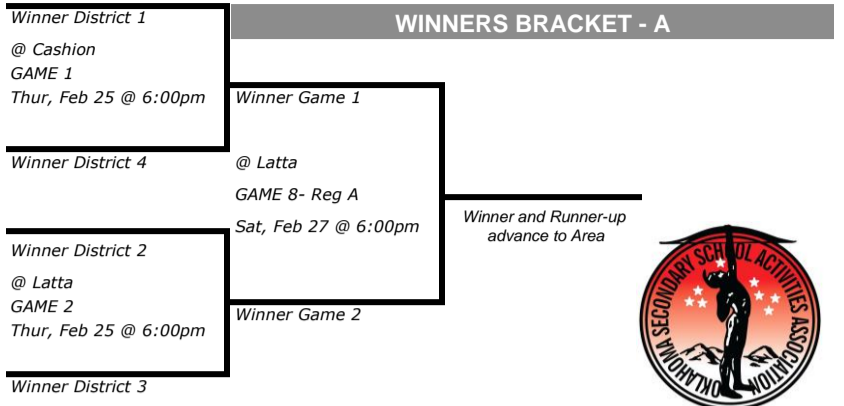 WINNERS BRACKET - A
Winner District 1
@ Cashion
GAME 1
Thur, Feb 25 @ 6:00pm
Winner District 4
Winner Game 1
@ Latta
GAME 8- Reg A
Sat, Feb 27 @ 6:00pm
Winner Game 2
Winner District 2
@ Latta
GAME 2
Thur, Feb 25 @ 6:00pm
Winner District 3
Winner and Runner-up
advance to Area
OKLAHOMA SECONDARY SCHOOL ACTIVITIES ASSOCIATION